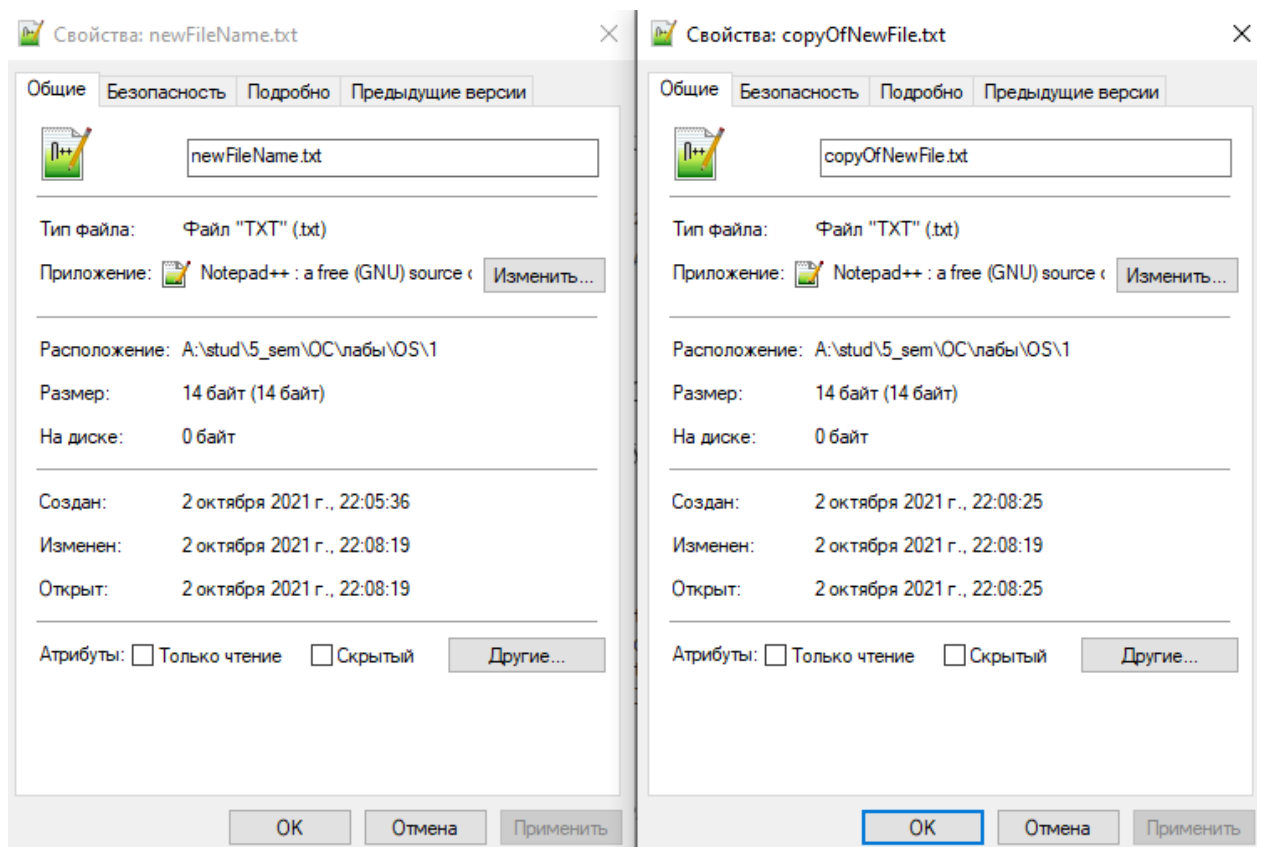 Свойства: newFileName.txt
Общие Безопасность Подробно Предыдущие версии
newFileName.txt
Тип файла: Файл "TXT" (.txt)
Приложение: Notepad++ : a free (GNU) source c Изменить...
Расположение: A:\stud\5_sem\ОС\лабы\OS\1
Размер: 14 байт (14 байт)
На диске: 0 байт
Создан: 2 октября 2021 г., 22:05:36
Изменен: 2 октября 2021 г., 22:08:19
Открыт: 2 октября 2021 г., 22:08:19
Атрибуты: Только чтение Скрытый Другие...
ОК Отмена Применить
Свойства: copyOfNewFile.txt
Общие Безопасность Подробно Предыдущие версии
copyOfNewFile.txt
Тип файла: Файл "TXT" (.txt)
Приложение: Notepad++ : a free (GNU) source c Изменить...
Расположение: A:\stud\5_sem\ОС\лабы\OS\1
Размер: 14 байт (14 байт)
На диске: 0 байт
Создан: 2 октября 2021 г., 22:08:25
Изменен: 2 октября 2021 г., 22:08:19
Открыт: 2 октября 2021 г., 22:08:25
Атрибуты: Только чтение Скрытый Другие...
ОК Отмена Применить